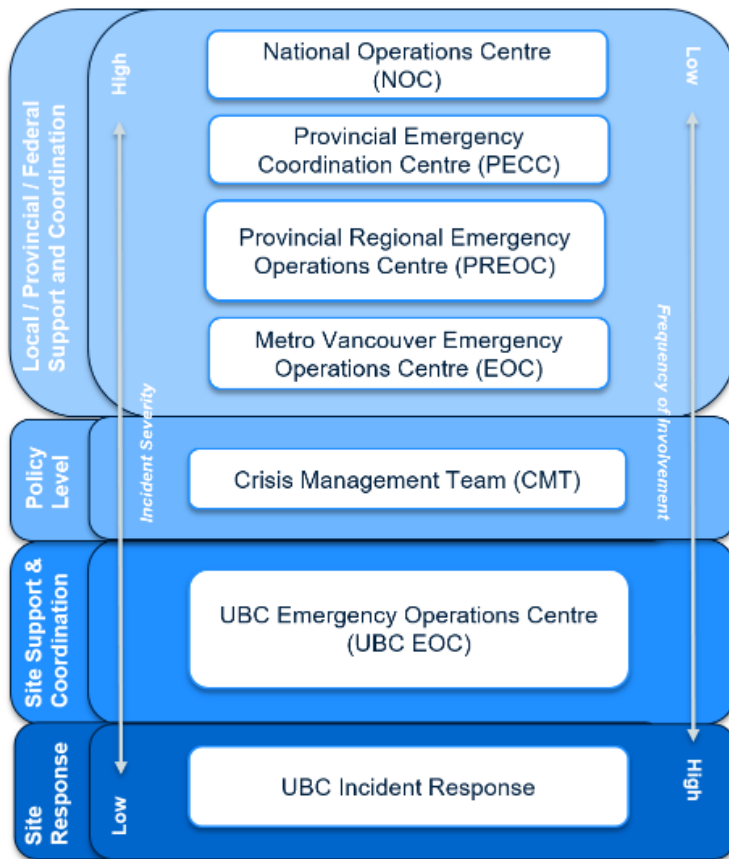 National Operations Centre
(NOC)
High
Low
Provincial Emergency
Coordination Centre (PECC)
Local / Provincial / Federal
Support and Coordination
Provincial Regional Emergency
Operations Centre (PREOC)
Metro Vancouver Emergency
Operations Centre (EOC)
Incident Severity
Frequency of Involvement
Policy
Level
Crisis Management Team (CMT)
Site Support &
Coordination
UBC Emergency Operations Centre
(UBC EOC)
Site
Response
Low
UBC Incident Response
High